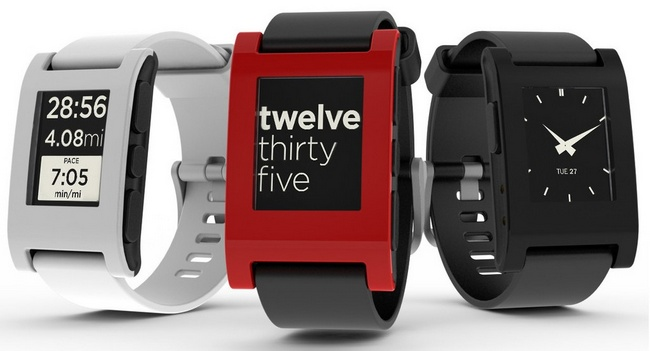 28:56
4.08mi
PACE
7:05
min/mi
twelve
thirty
five
TUE 27